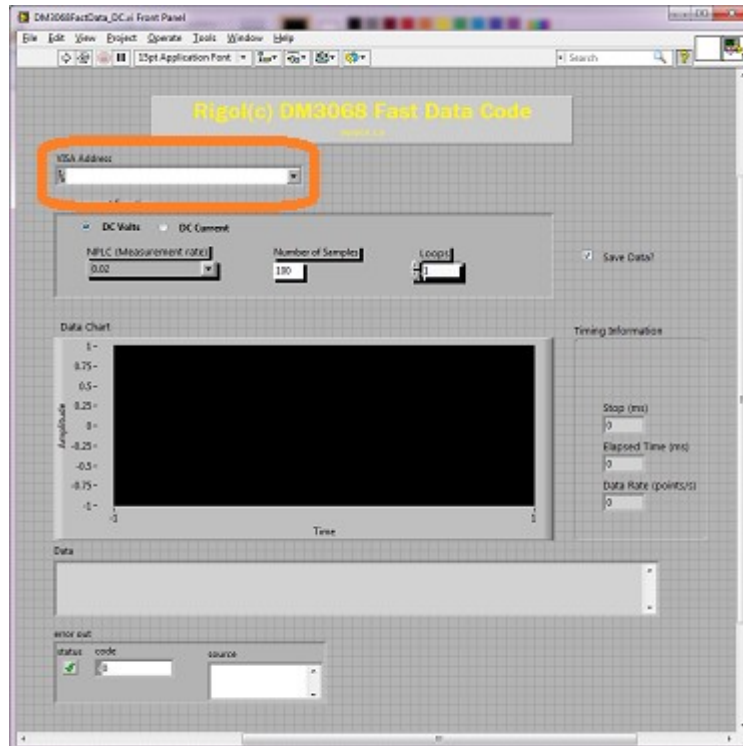 DM3068FactData_DC.vi Front Panel
File Edit View Project Operate Tools Window Help
15pt Application Font
Search
Rigol(c) DM3068 Fast Data Code
VISA Address
DC Volts DC Current
NPLC (Measurement rate) Number of Samples Loops
0.02 100 1
Save Data?
Data Chart
Timing Information
1
0.75
0.5
0.25
0
-0.25
-0.5
-0.75
-1
Amplitude
-1 1
Time
Stop (ms)
0
Elapsed Time (ms)
0
Data Rate (points/s)
0
Data
error out
status code source
0